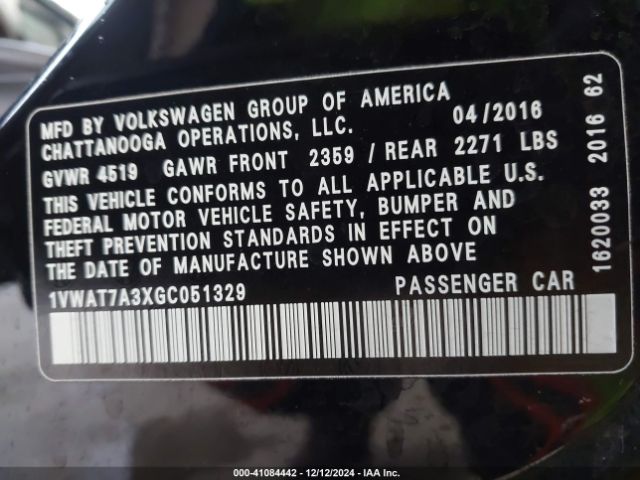 MFD BY VOLKSWAGEN GROUP OF AMERICA
CHATTANOOGA OPERATIONS, LLC. 04/2016
GVWR 4519 GAWR FRONT 2359 / REAR 2271 LBS
THIS VEHICLE CONFORMS TO ALL APPLICABLE U.S.
FEDERAL MOTOR VEHICLE SAFETY, BUMPER AND
THEFT PREVENTION STANDARDS IN EFFECT ON
THE DATE OF MANUFACTURE SHOWN ABOVE
1VWAT7A3XGC051329 PASSENGER CAR
1620033 2016 62
000-41084442 - 12/12/2024 - IAA Inc.